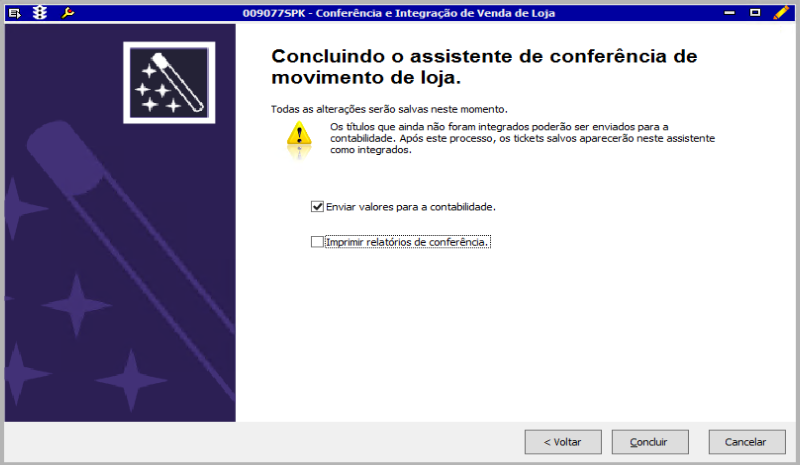 009077SPK - Conferência e Integração de Venda de Loja
Concluindo o assistente de conferência de
movimento de loja.
Todas as alterações serão salvas neste momento.
Os títulos que ainda não foram integrados poderão ser enviados para a
contabilidade. Após este processo, os tickets salvos aparecerão neste assistente
como integrados.
Enviar valores para a contabilidade.
Imprimir relatórios de conferência.
< Voltar
Concluir
Cancelar